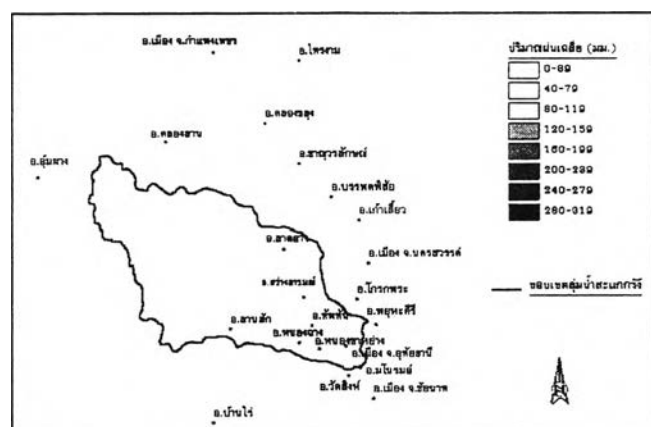 อ.เมือง จ.กำแพงเพชร
อ.ไทรงาม
ปริมาณฝนเฉลี่ย (มม.)
0-39
40-79
80-119
120-159
160-199
200-239
240-279
280-319
อ.คลองขลุง
อ.คลองลาน
อ.ขาณุวรลักษณ์
อ.อุ้มผาง
อ.บรรพตพิสัย
อ.เก้าเลี้ยว
อ.ลาดยาว
อ.เมือง จ.นครสวรรค์
อ.สว่างอารมณ์
อ.โกรกพระ
ขอบเขตลุ่มน้ำสะแกกรัง
อ.ทัพทัน
อ.พยุหะคีรี
อ.ลานสัก
อ.หนองฉาง
อ.หนองขาหย่าง
อ.เมือง จ.อุทัยธานี
อ.มโนรมย์
อ.วัดสิงห์
อ.เมือง จ.ชัยนาท
อ.บ้านไร่